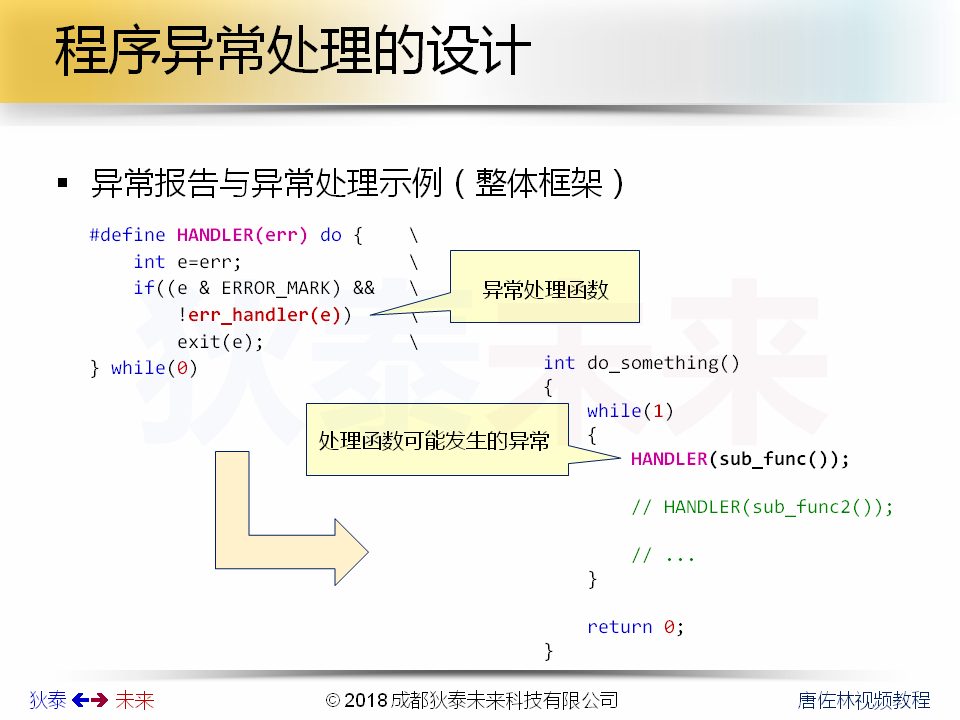 程序异常处理的设计
▪ 异常报告与异常处理示例（整体框架）
#define HANDLER(err) do {    \
    int e=err;               \
    if((e & ERROR_MARK) &&   \
        !err_handler(e))     \
        exit(e);             \
} while(0)
异常处理函数
int do_something()
{
    while(1)
    {
        HANDLER(sub_func());
        // HANDLER(sub_func2());
        // ...
    }
    return 0;
}
处理函数可能发生的异常
狄泰未来
狄泰 未来
© 2018 成都狄泰未来科技有限公司
唐佐林视频教程